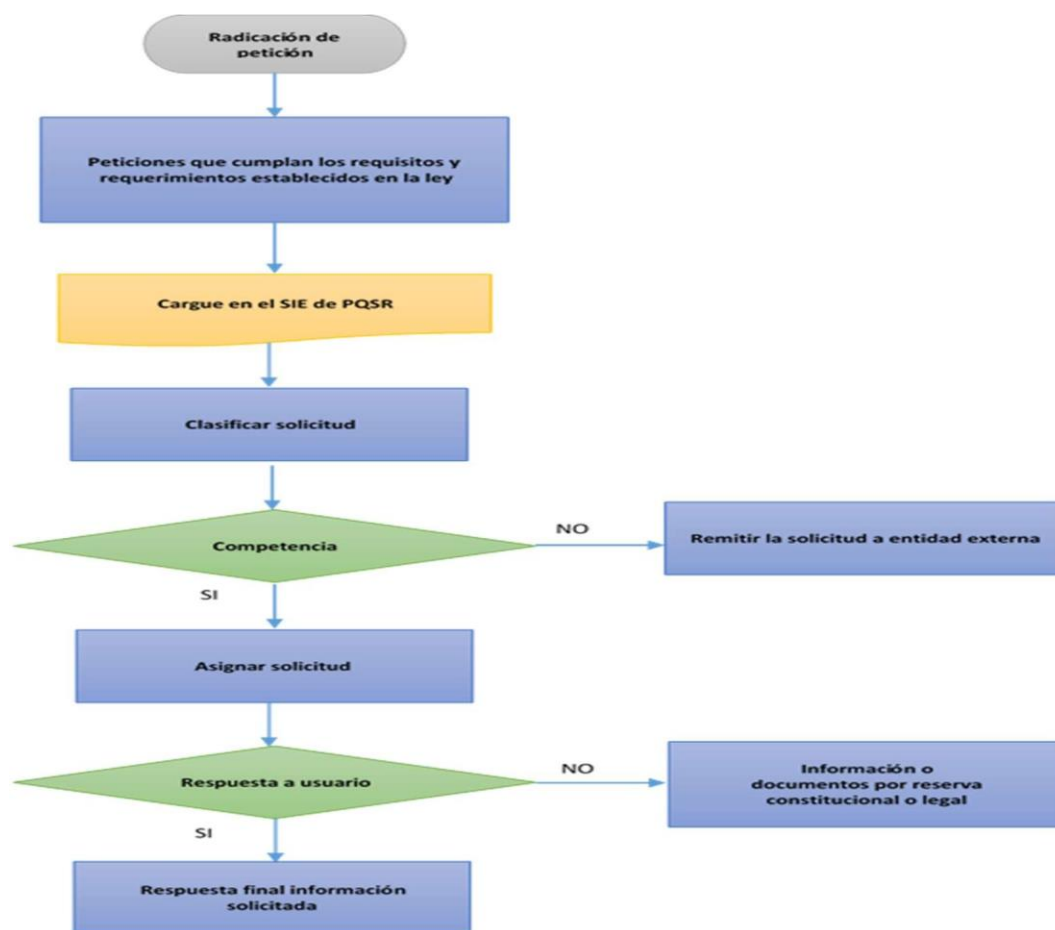 Radicación de
petición
Peticiones que cumplan los requisitos y
requerimientos establecidos en la ley
Cargue en el SIE de PQSR
Clasificar solicitud
Competencia
NO
Remitir la solicitud a entidad externa
SI
Asignar solicitud
Respuesta a usuario
NO
Información o
documentos por reserva
constitucional o legal
SI
Respuesta final información
solicitada